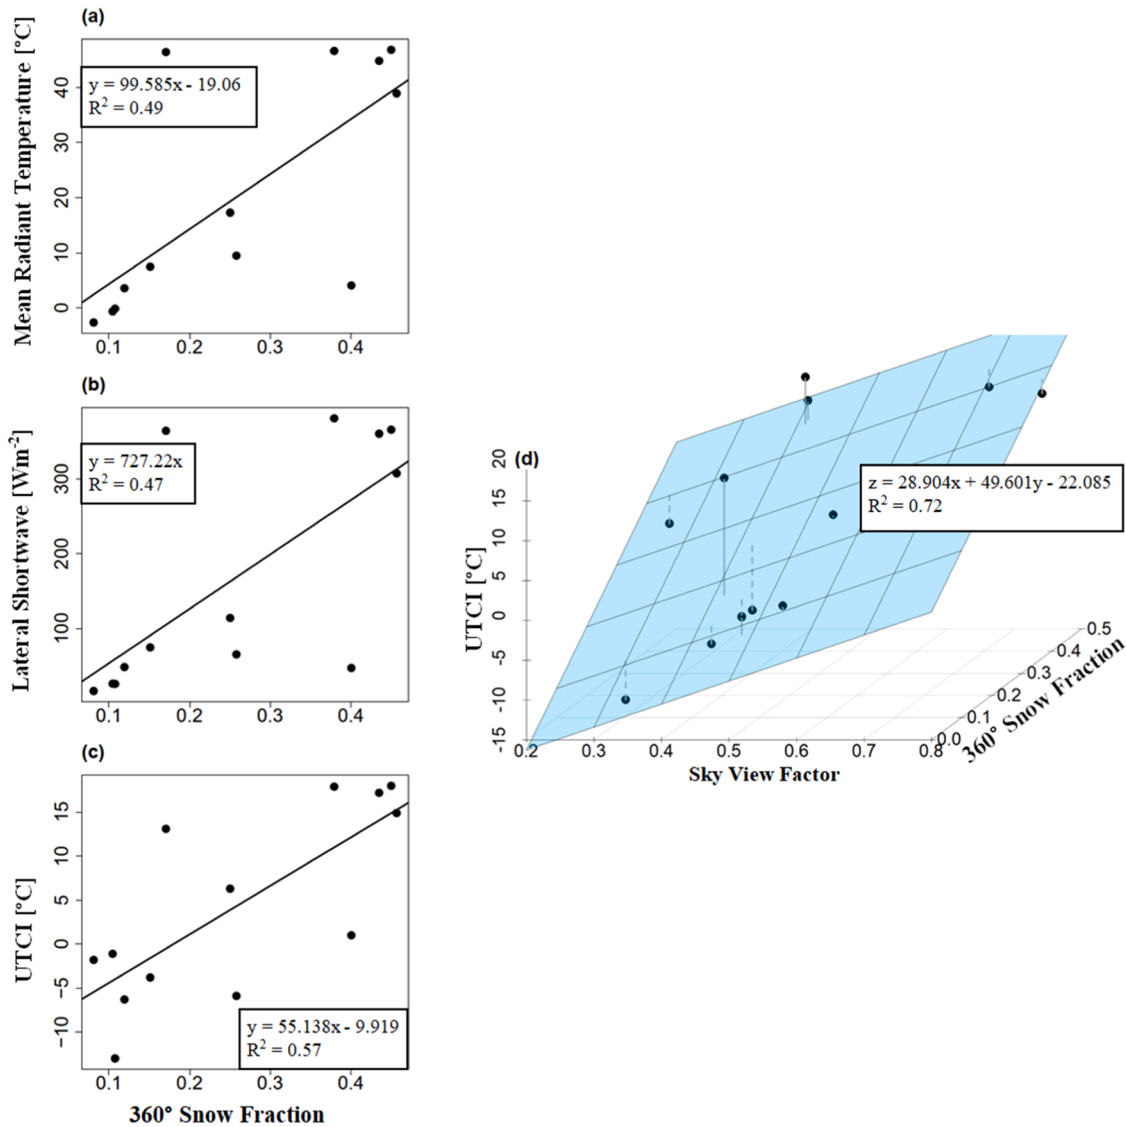 (a)
Mean Radiant Temperature [°C]
40
30
20
10
0
y = 99.585x - 19.06
R² = 0.49
0.1 0.2 0.3 0.4
(b)
Lateral Shortwave [Wm⁻²]
300
200
100
y = 727.22x
R² = 0.47
0.1 0.2 0.3 0.4
(c)
UTCI [°C]
15
10
5
0
−5
−10
y = 55.138x - 9.919
R² = 0.57
0.1 0.2 0.3 0.4
360° Snow Fraction
(d)
UTCI [°C]
20
15
10
5
0
-5
-10
-15
z = 28.904x + 49.601y - 22.085
R² = 0.72
0.2 0.3 0.4 0.5 0.6 0.7 0.8
Sky View Factor
0.0
0.1
0.2
0.3
0.4
0.5
360° Snow Fraction